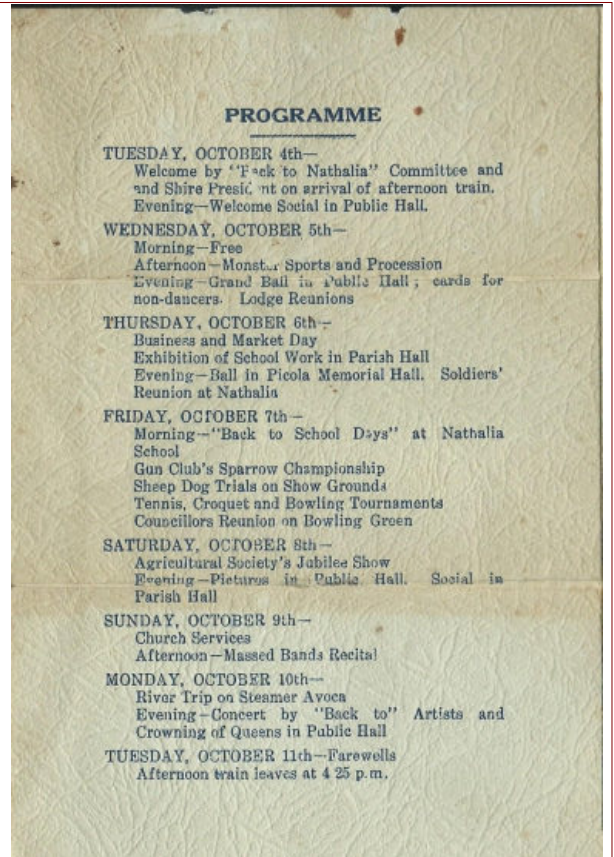 PROGRAMME
TUESDAY, OCTOBER 4th—
Welcome by "Back to Nathalia" Committee and
and Shire President on arrival of afternoon train.
Evening—Welcome Social in Public Hall.
WEDNESDAY, OCTOBER 5th—
Morning—Free
Afternoon—Monster Sports and Procession
Evening—Grand Ball in Public Hall; cards for
non-dancers. Lodge Reunions
THURSDAY, OCTOBER 6th—
Business and Market Day
Exhibition of School Work in Parish Hall
Evening—Ball in Picola Memorial Hall. Soldiers'
Reunion at Nathalia
FRIDAY, OCTOBER 7th—
Morning—"Back to School Days" at Nathalia
School
Gun Club's Sparrow Championship
Sheep Dog Trials on Show Grounds
Tennis, Croquet and Bowling Tournaments
Councillors Reunion on Bowling Green
SATURDAY, OCTOBER 8th—
Agricultural Society's Jubilee Show
Evening—Pictures in Public Hall. Social in
Parish Hall
SUNDAY, OCTOBER 9th—
Church Services
Afternoon—Massed Bands Recital
MONDAY, OCTOBER 10th—
River Trip on Steamer Avoca
Evening—Concert by "Back to" Artists and
Crowning of Queens in Public Hall
TUESDAY, OCTOBER 11th—Farewells
Afternoon train leaves at 4 25 p.m.